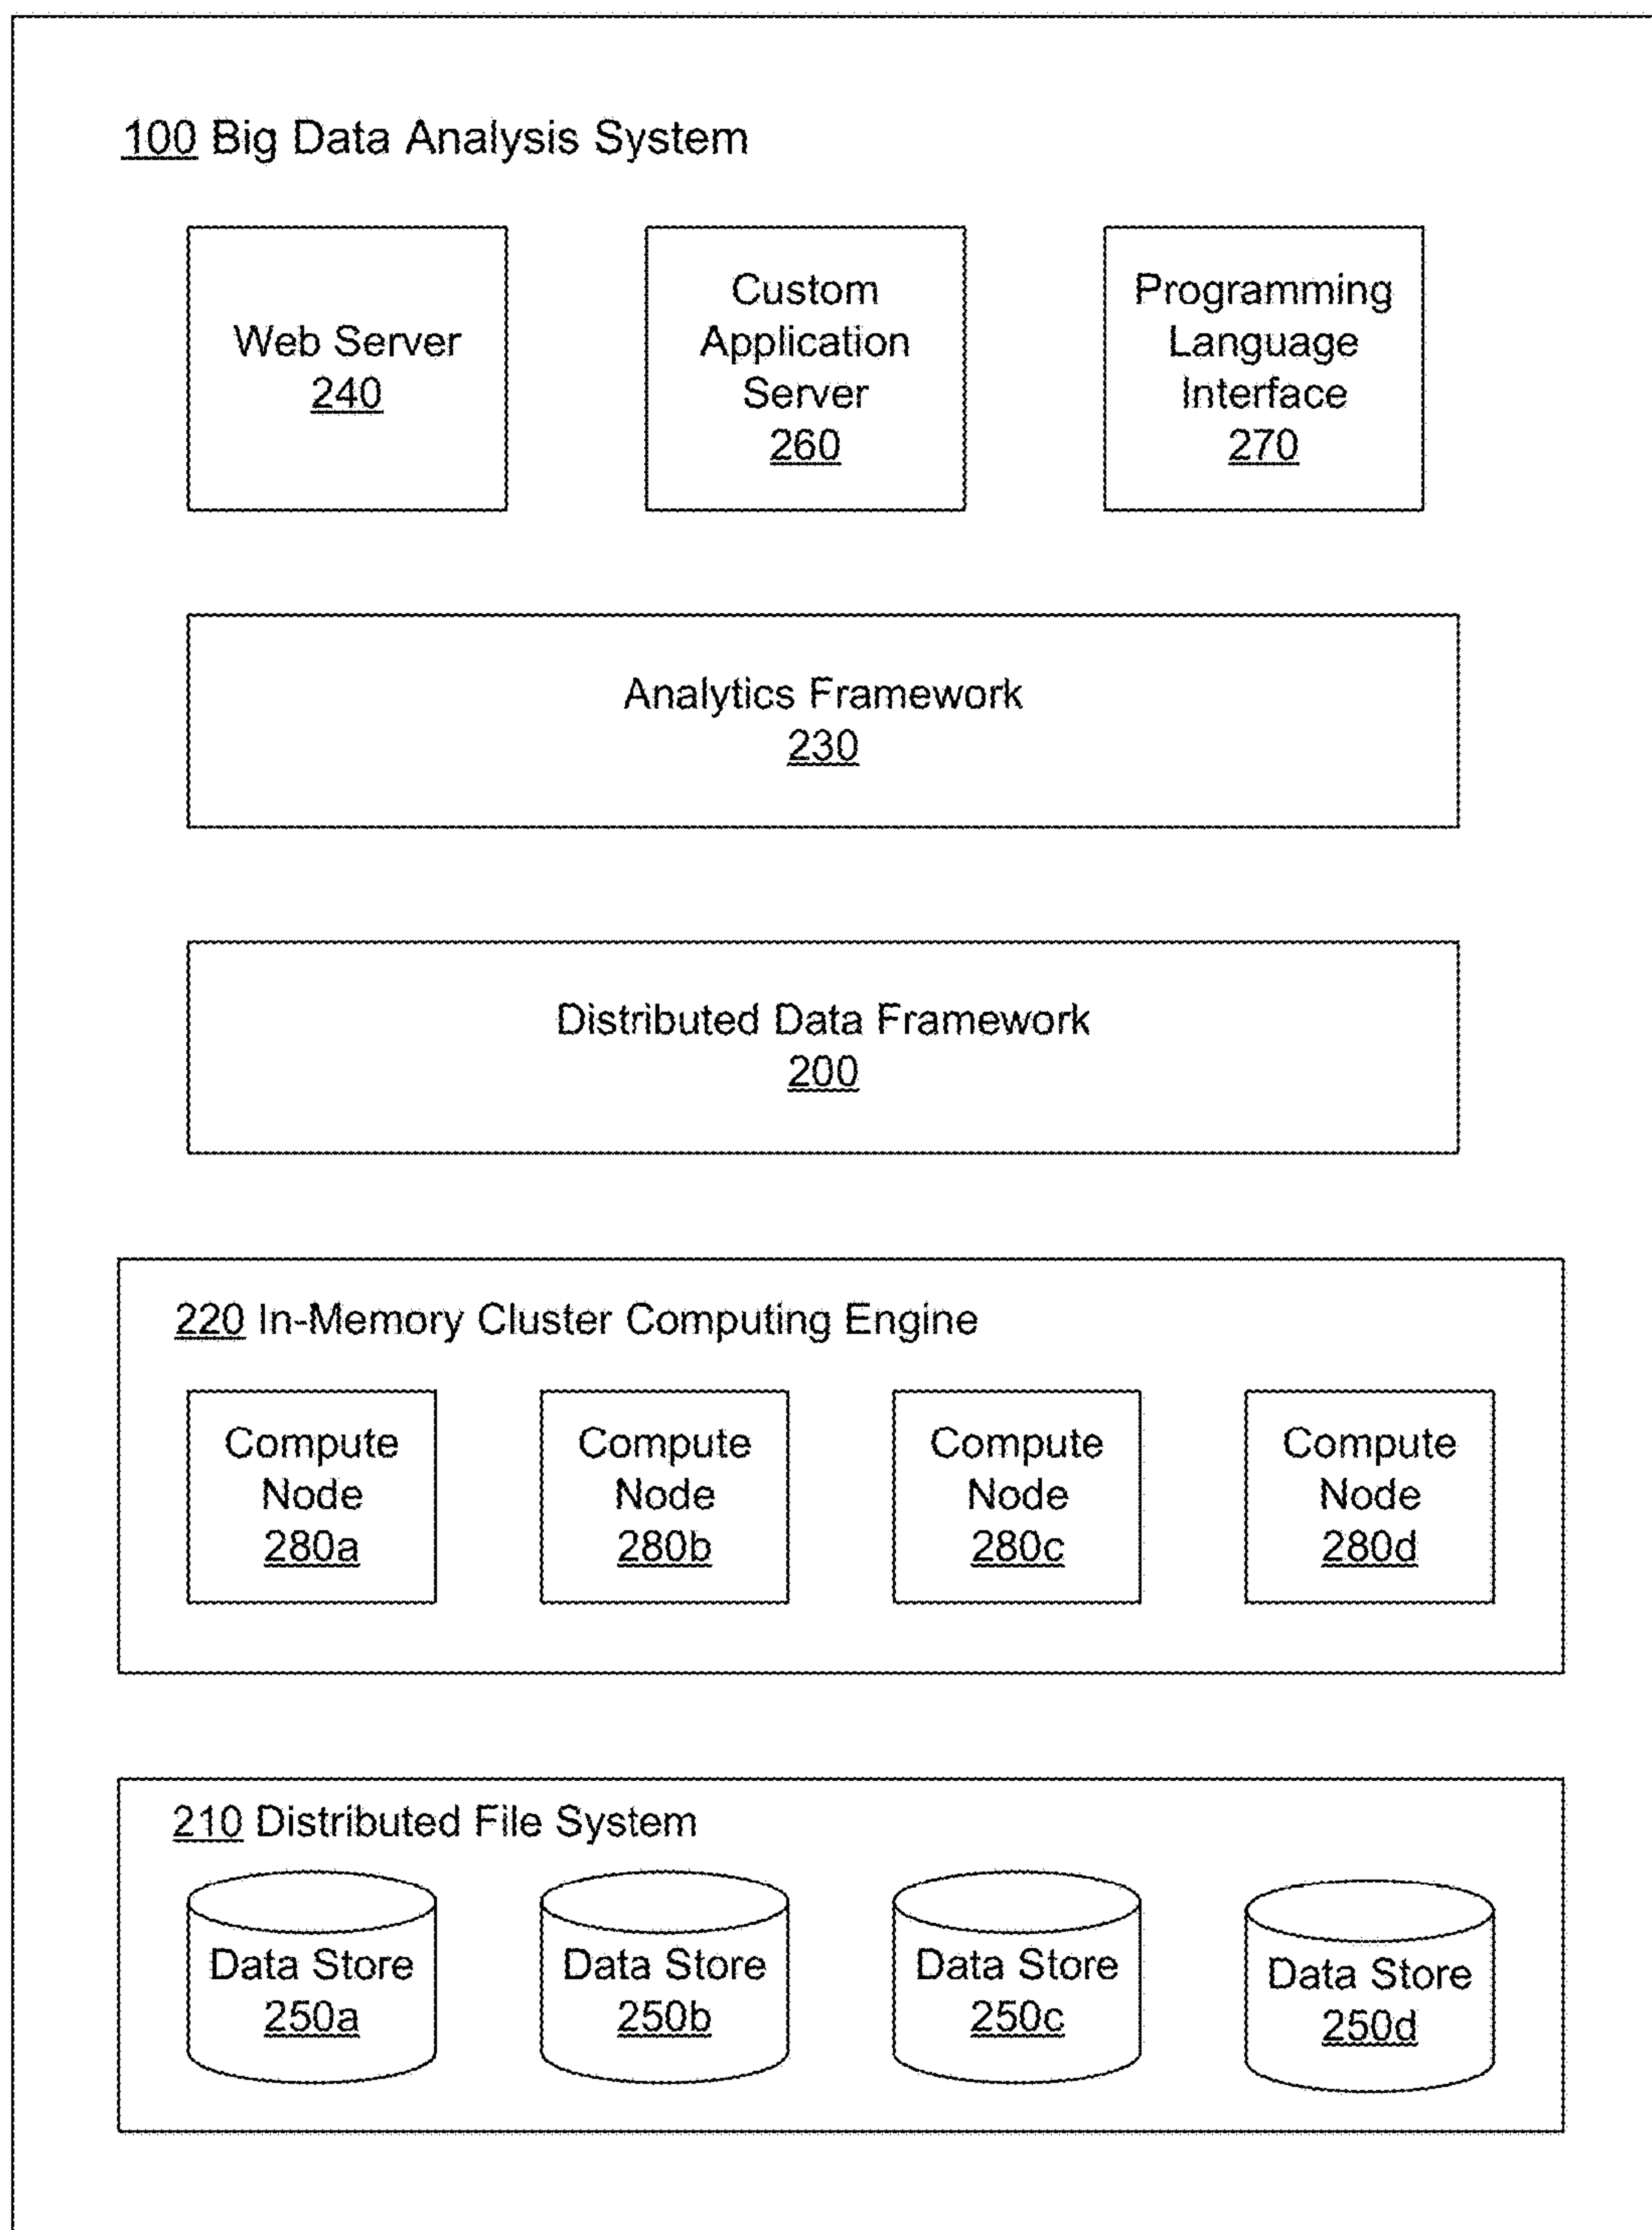 100 Big Data Analysis System
Web Server
240
Custom
Application
Server
260
Programming
Language
Interface
270
Analytics Framework
230
Distributed Data Framework
200
220 In-Memory Cluster Computing Engine
Compute
Node
280a
Compute
Node
280b
Compute
Node
280c
Compute
Node
280d
210 Distributed File System
Data Store
250a
Data Store
250b
Data Store
250c
Data Store
250d